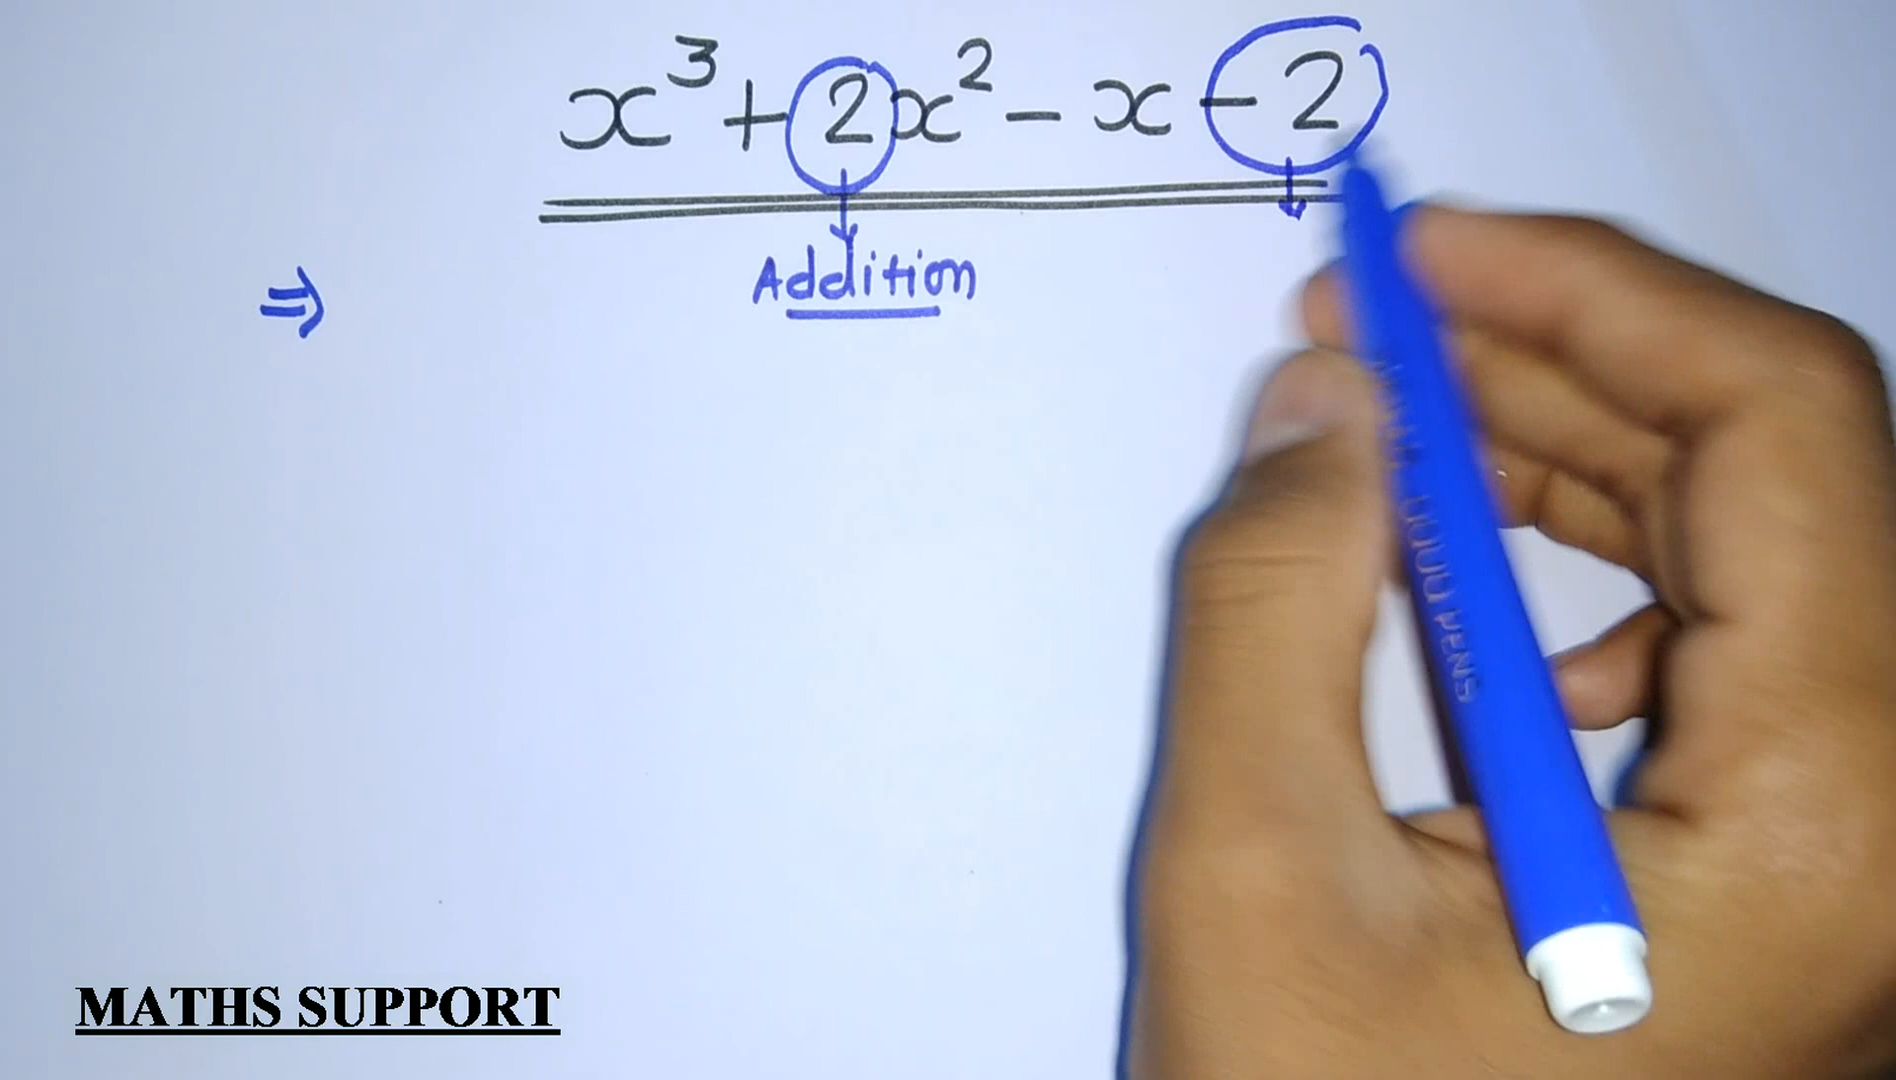 x³ + 2x² - x - 2
Addition
⇒
MATHS SUPPORT